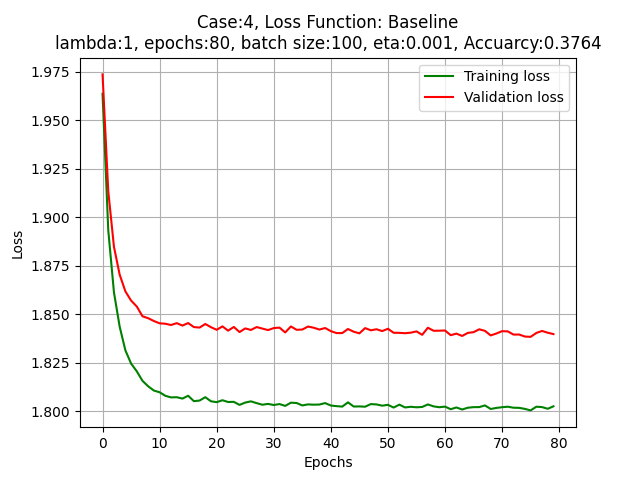 Case:4, Loss Function: Baseline
lambda:1, epochs:80, batch size:100, eta:0.001, Accuarcy:0.3764
Training loss
Validation loss
1.975
1.950
1.925
1.900
1.875
1.850
1.825
1.800
Loss
0 10 20 30 40 50 60 70 80
Epochs